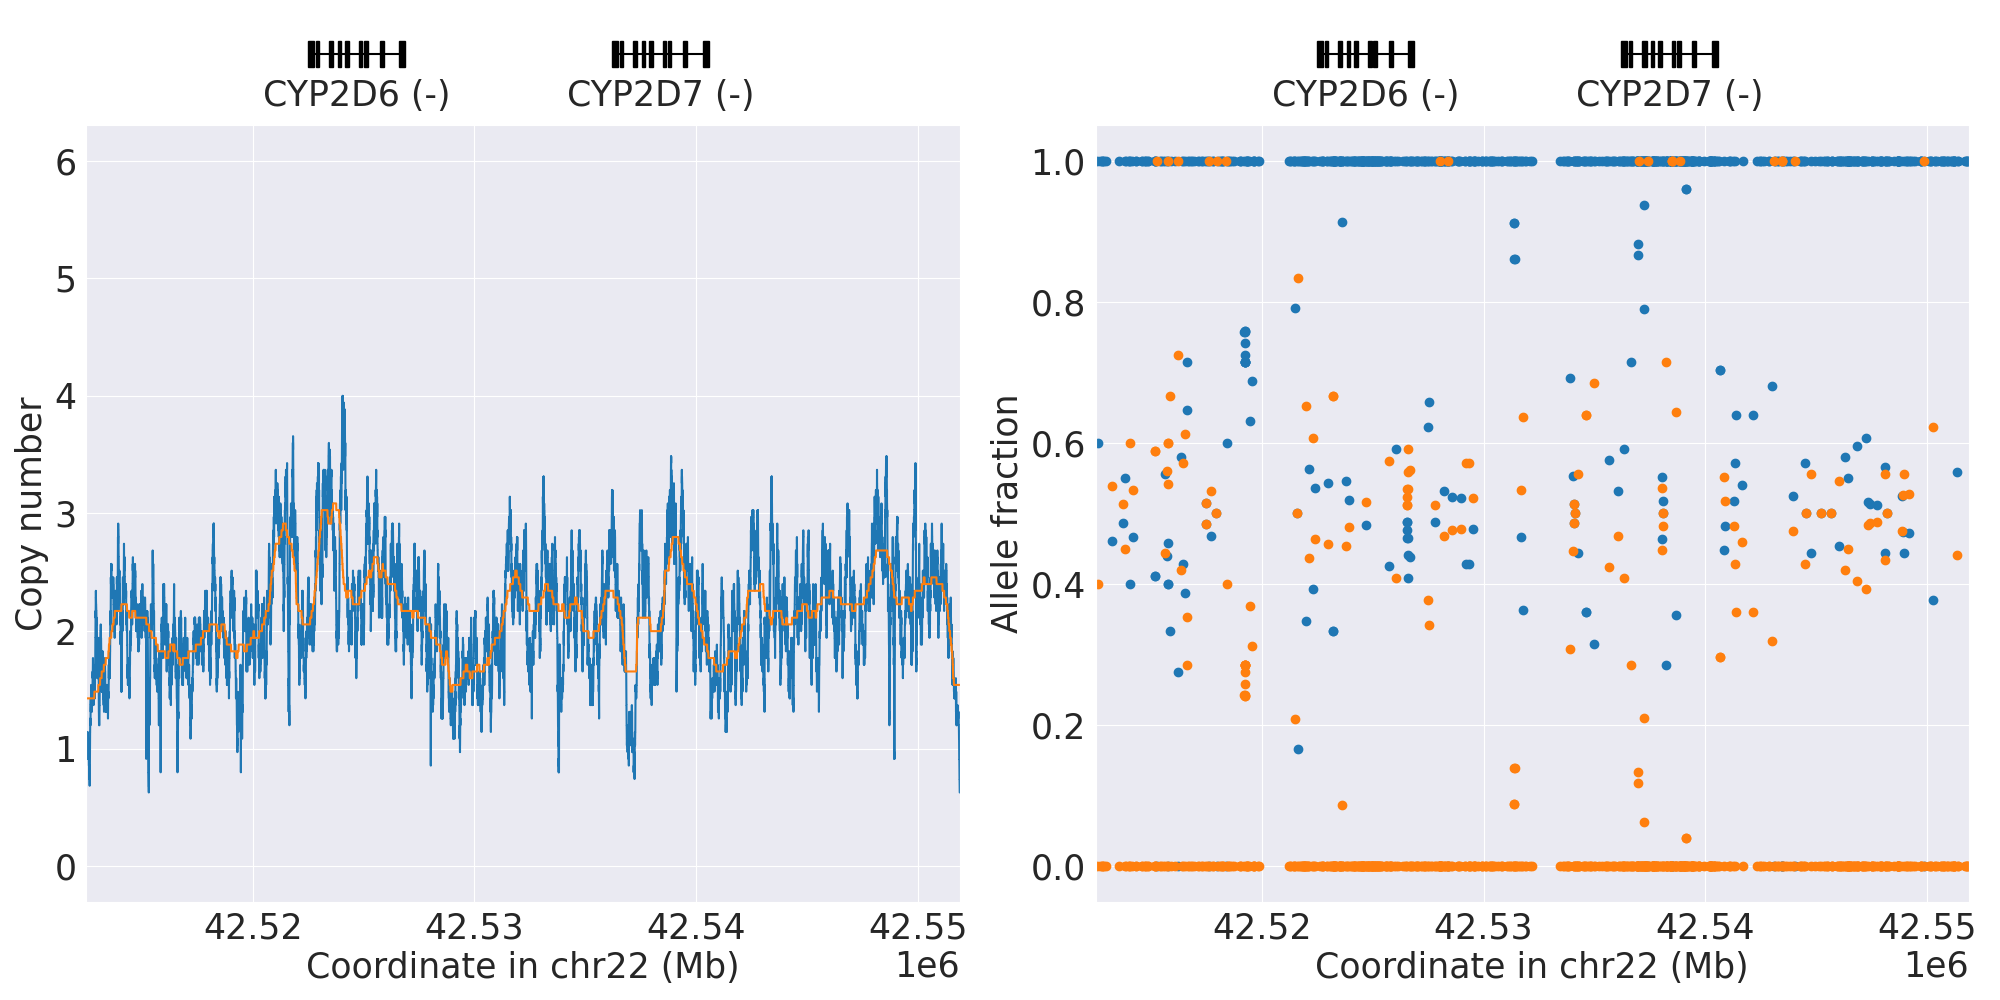 CYP2D6 (-) CYP2D7 (-)
Copy number
6
5
4
3
2
1
0
42.52 42.53 42.54 42.55
Coordinate in chr22 (Mb)
1e6
CYP2D6 (-) CYP2D7 (-)
Allele fraction
1.0
0.8
0.6
0.4
0.2
0.0
42.52 42.53 42.54 42.55
Coordinate in chr22 (Mb)
1e6